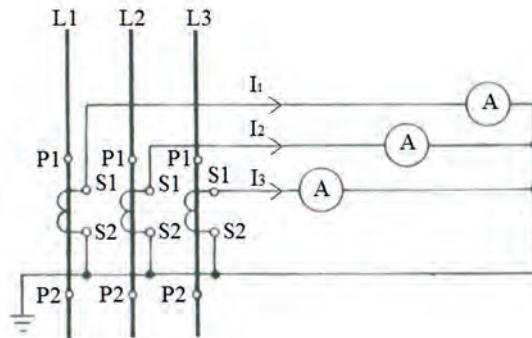 L1 L2 L3
I₁ A
I₂ A
P1 P1 P1
S1 S1 S1 I₃ A
S2 S2 S2
P2 P2 P2